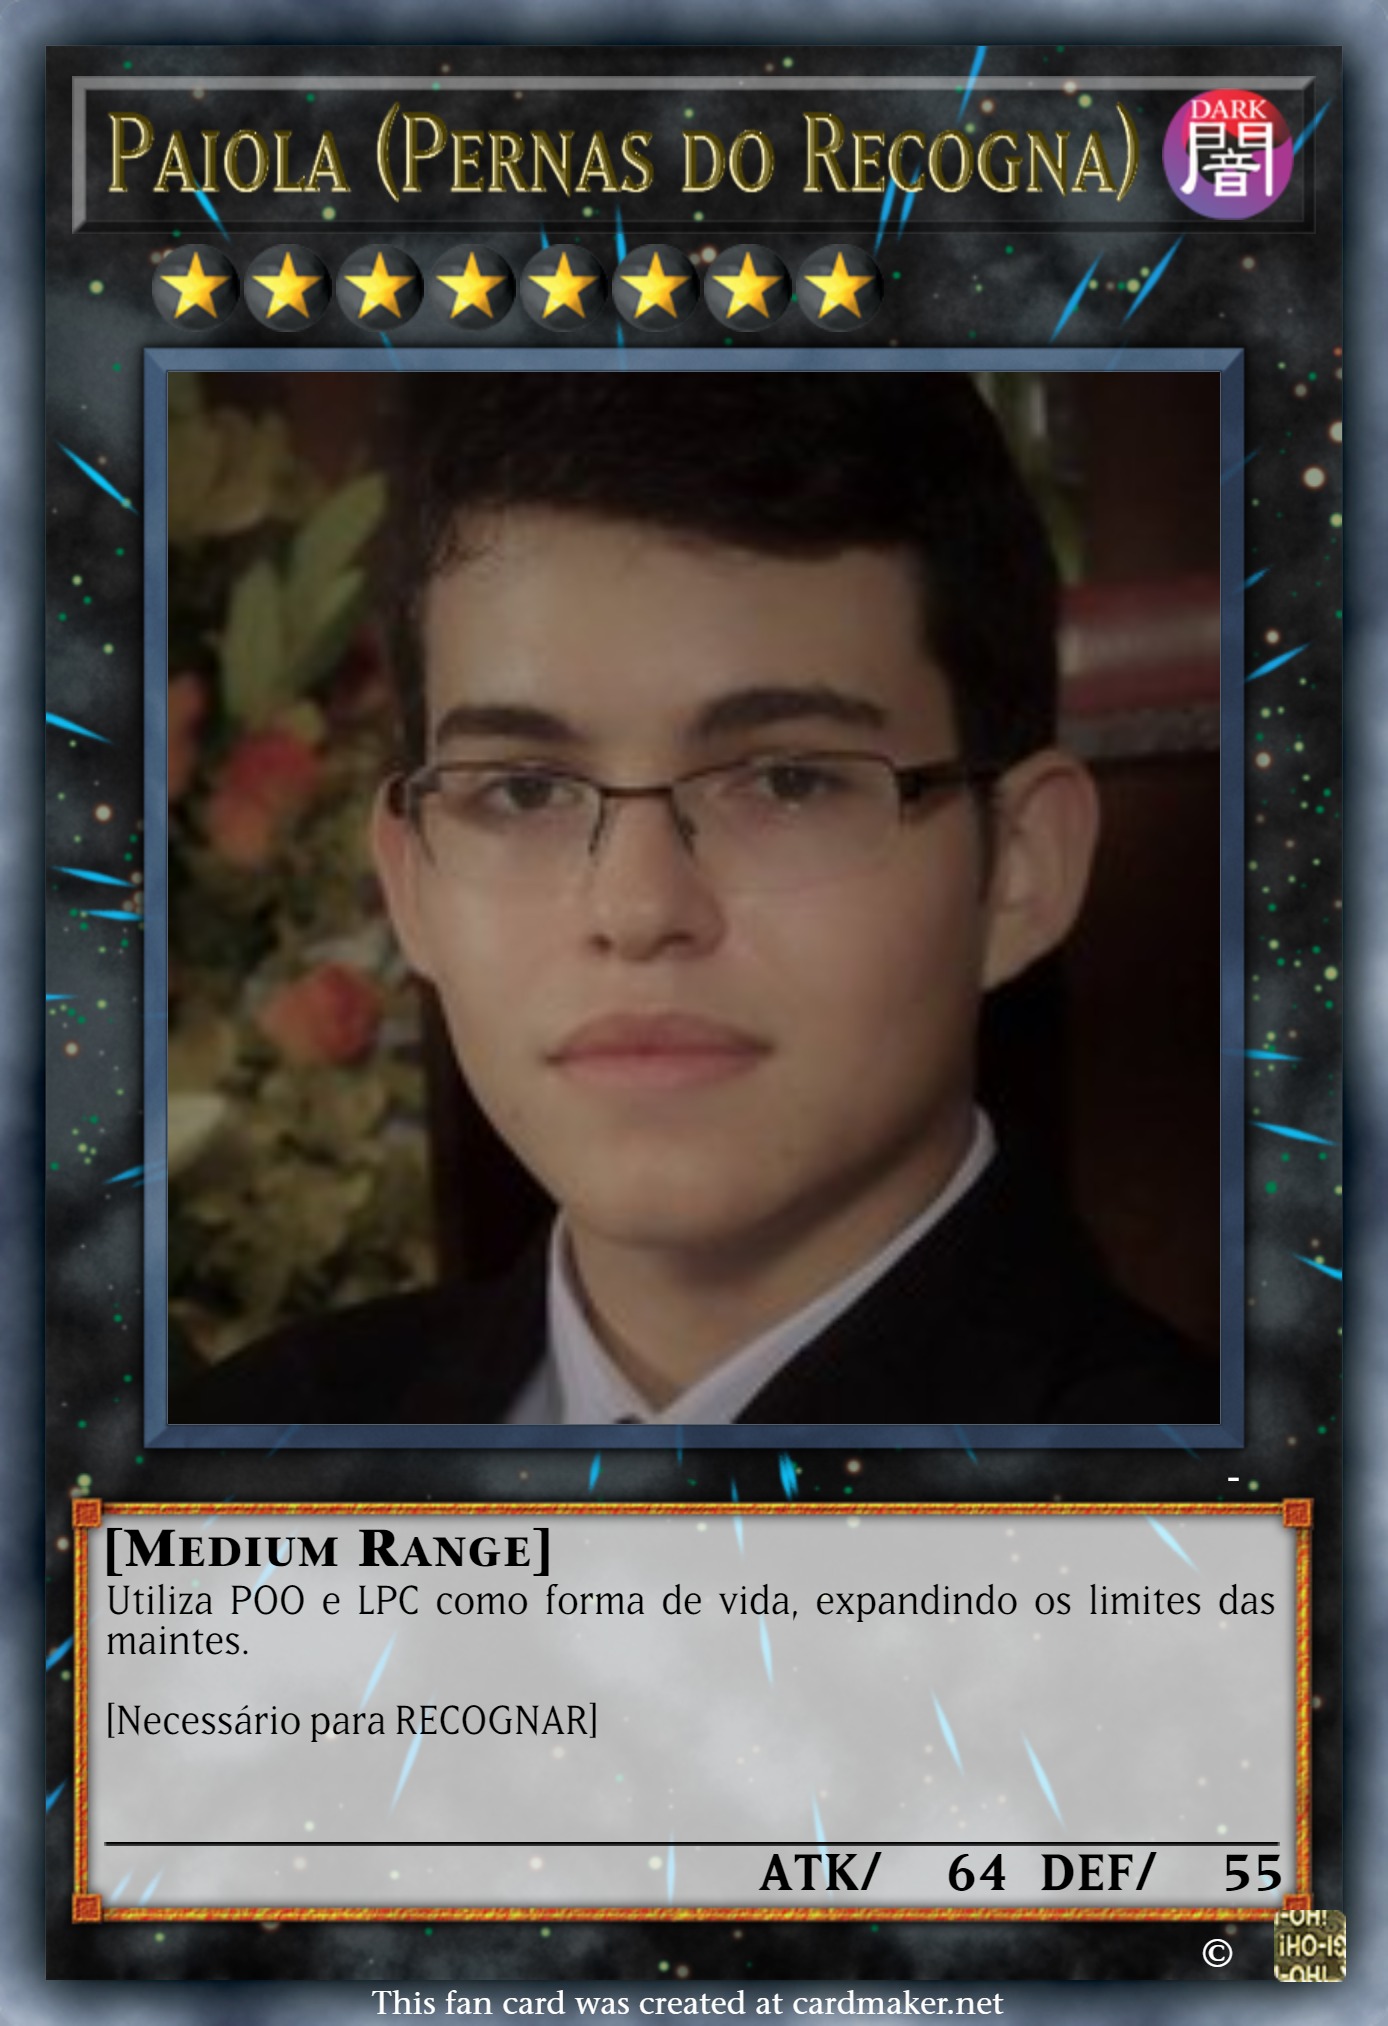 Paiola (Pernas do Recogna)
DARK
闇
-
[Medium Range]
Utiliza POO e LPC como forma de vida, expandindo os limites das
maintes.
[Necessário para RECOGNAR]
ATK/ 64 DEF/ 55
©
This fan card was created at cardmaker.net